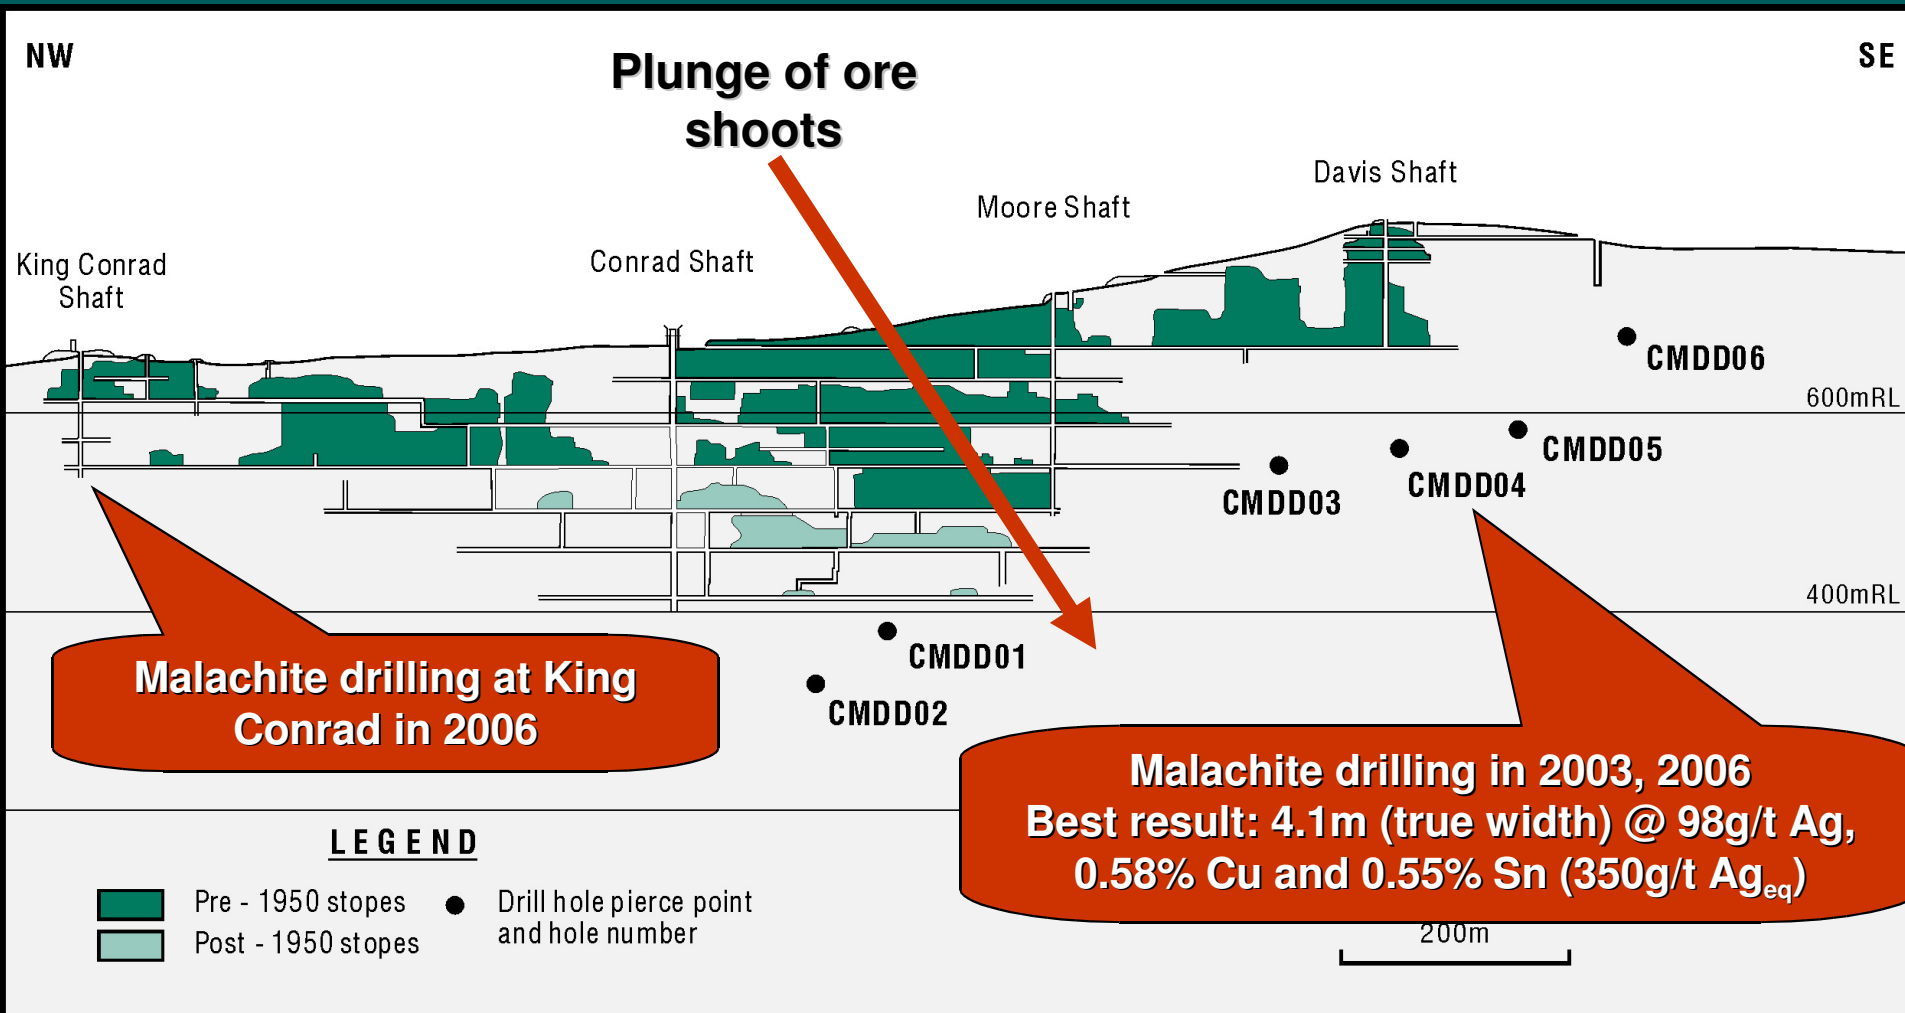 NW
SE
Plunge of ore
shoots
Davis Shaft
Moore Shaft
Conrad Shaft
King Conrad
Shaft
CMDD06
600mRL
CMDD05
CMDD04
CMDD03
400mRL
CMDD01
CMDD02
Malachite drilling at King
Conrad in 2006
Malachite drilling in 2003, 2006
Best result: 4.1m (true width) @ 98g/t Ag,
0.58% Cu and 0.55% Sn (350g/t Ageq)
LEGEND
Pre - 1950 stopes
Post - 1950 stopes
Drill hole pierce point
and hole number
200m